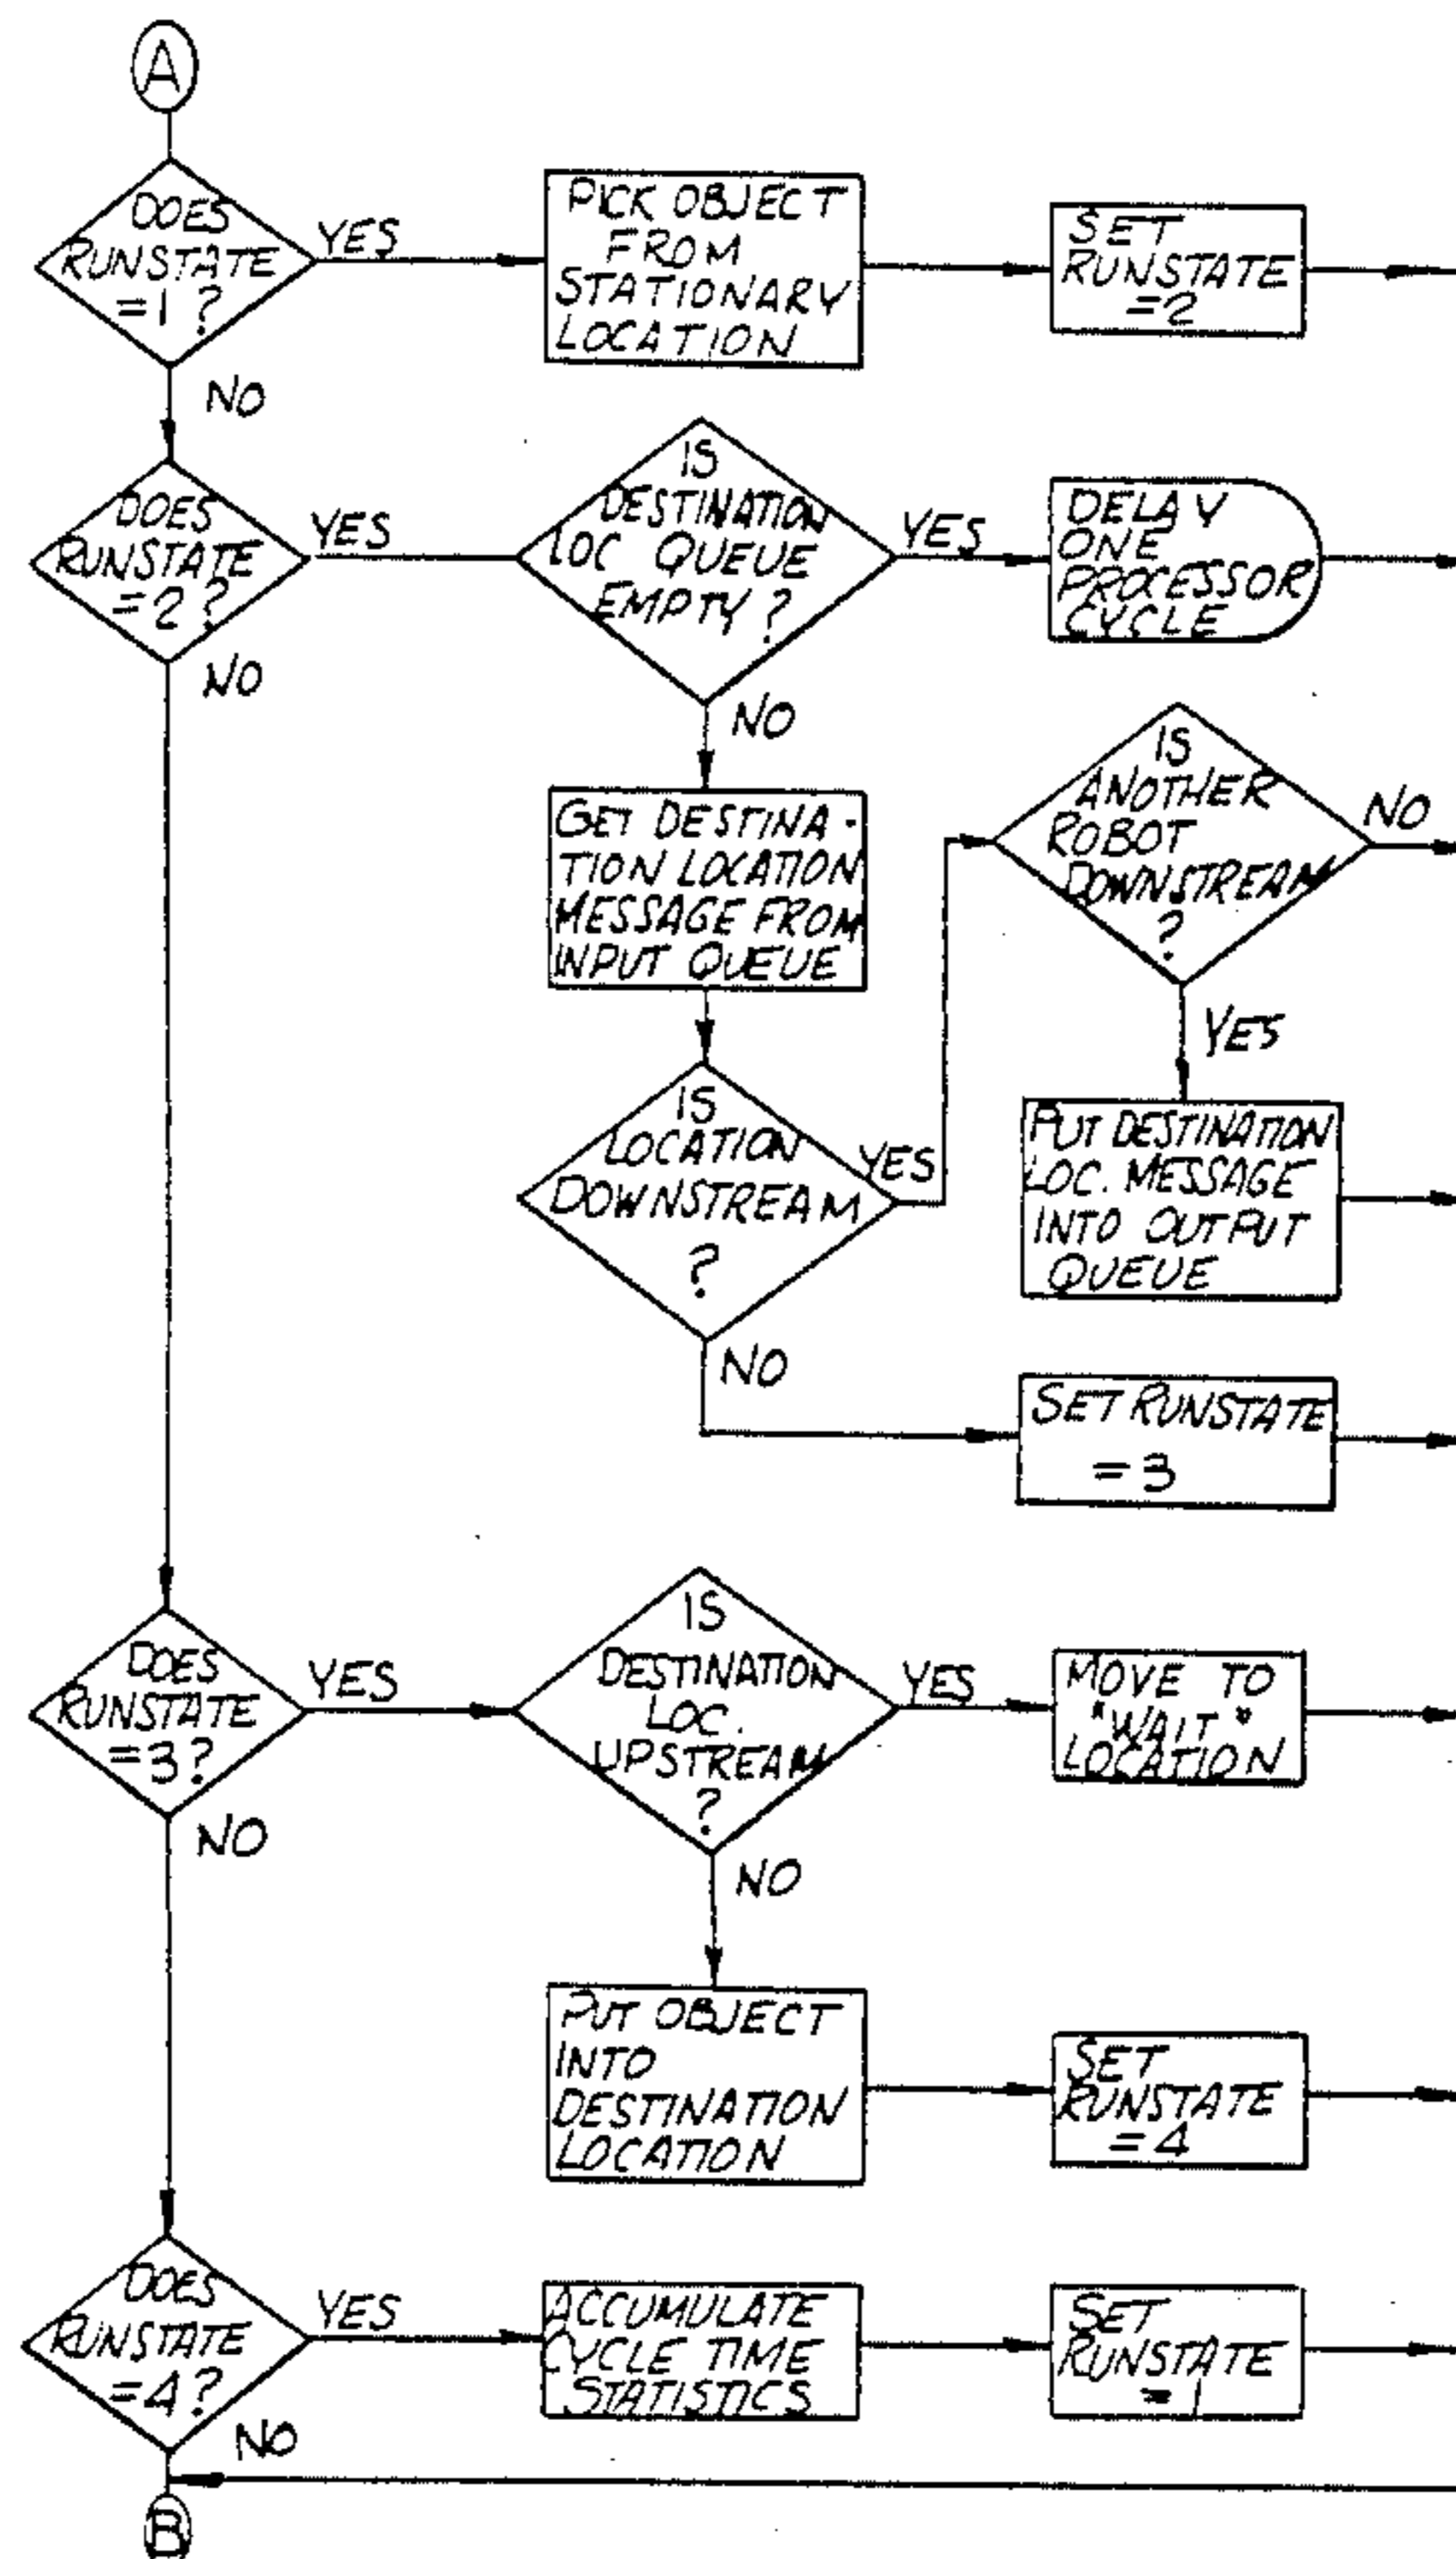 A
DOES
RUNSTATE
=1?
YES
PICK OBJECT
FROM
STATIONARY
LOCATION
SET
RUNSTATE
=2
NO
DOES
RUNSTATE
=2?
YES
IS
DESTINATION
LOC QUEUE
EMPTY?
YES
DELAY
ONE
PROCESSOR
CYCLE
NO
NO
GET DESTINA-
TION LOCATION
MESSAGE FROM
INPUT QUEUE
IS
ANOTHER
ROBOT
DOWNSTREAM
?
NO
YES
IS
LOCATION
DOWNSTREAM
?
YES
PUT DESTINATION
LOC. MESSAGE
INTO OUTPUT
QUEUE
NO
SET RUNSTATE
=3
DOES
RUNSTATE
=3?
YES
IS
DESTINATION
LOC.
UPSTREAM
?
YES
MOVE TO
"WAIT"
LOCATION
NO
NO
PUT OBJECT
INTO
DESTINATION
LOCATION
SET
RUNSTATE
=4
DOES
RUNSTATE
=4?
YES
ACCUMULATE
CYCLE TIME
STATISTICS
SET
RUNSTATE
=1
NO
B